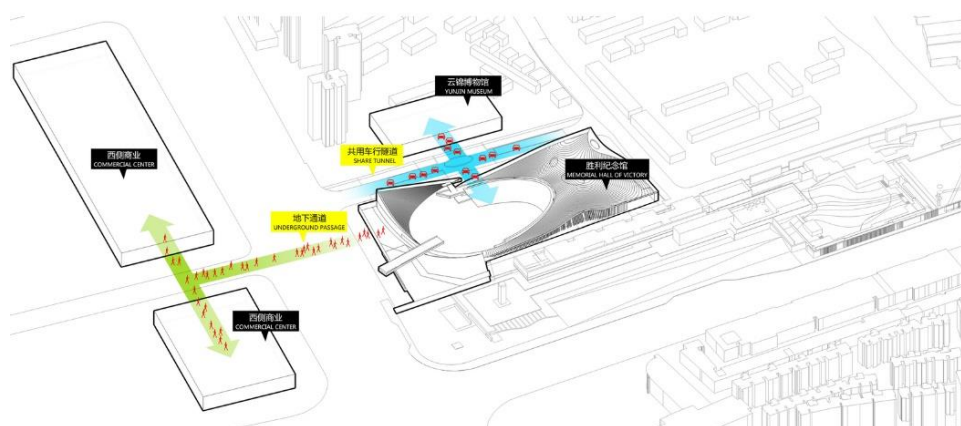 云锦博物馆
YUNJIN MUSEUM
共用车行隧道
SHARE TUNNEL
西侧商业
COMMERCIAL CENTER
胜利纪念馆
MEMORIAL HALL OF VICTORY
地下通道
UNDERGROUND PASSAGE
西侧商业
COMMERCIAL CENTER